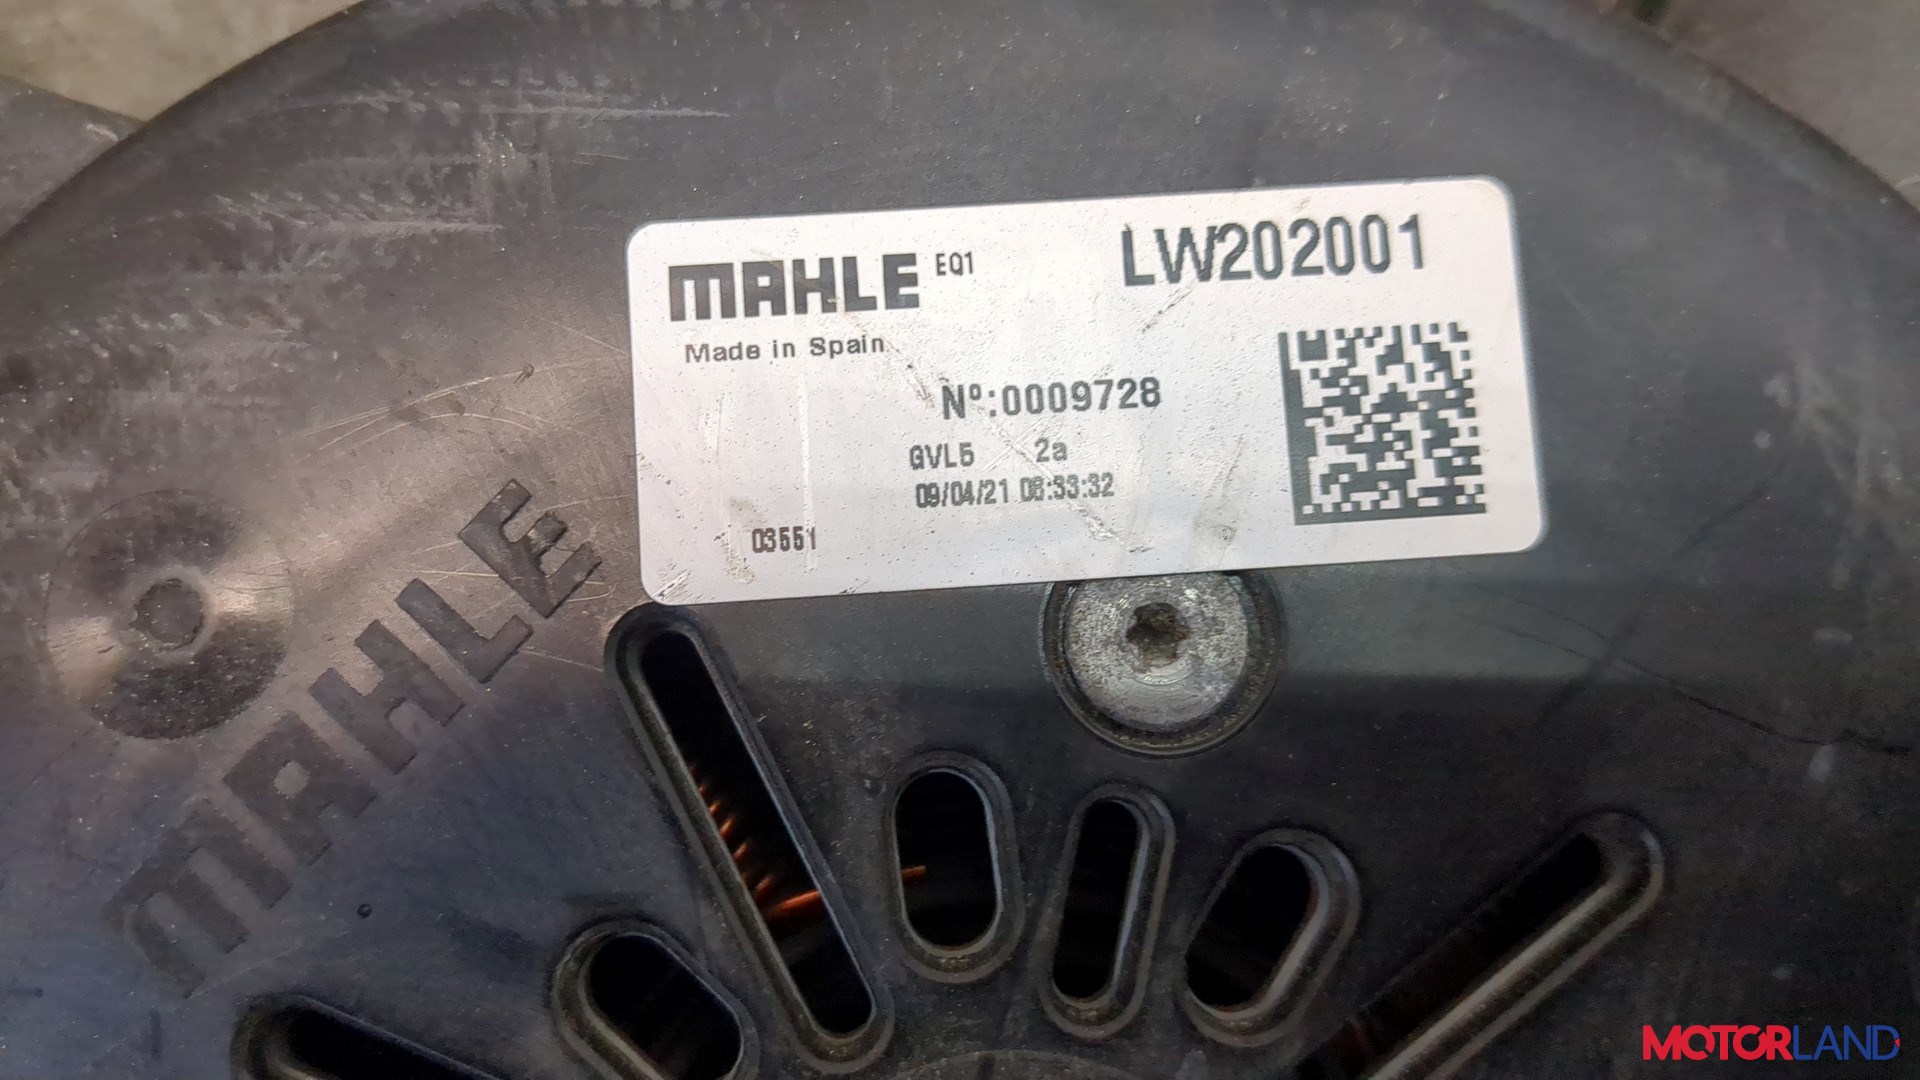 MAHLE EQ1 LW202001
Made in Spain
Nº:0009728
GVL5 2a
09/04/21 08:33:32
03551
MAHLE
MOTORLAND